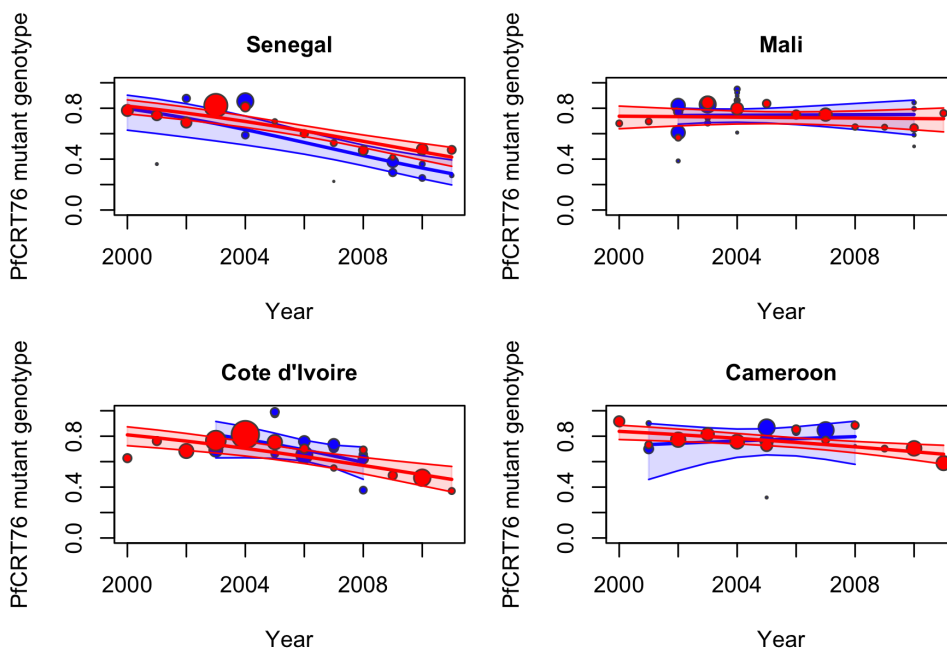 Senegal
PfCRT76 mutant genotype
0.0 0.4 0.8
2000 2004 2008
Year
Mali
PfCRT76 mutant genotype
0.0 0.4 0.8
2000 2004 2008
Year
Cote d'Ivoire
PfCRT76 mutant genotype
0.0 0.4 0.8
2000 2004 2008
Year
Cameroon
PfCRT76 mutant genotype
0.0 0.4 0.8
2000 2004 2008
Year